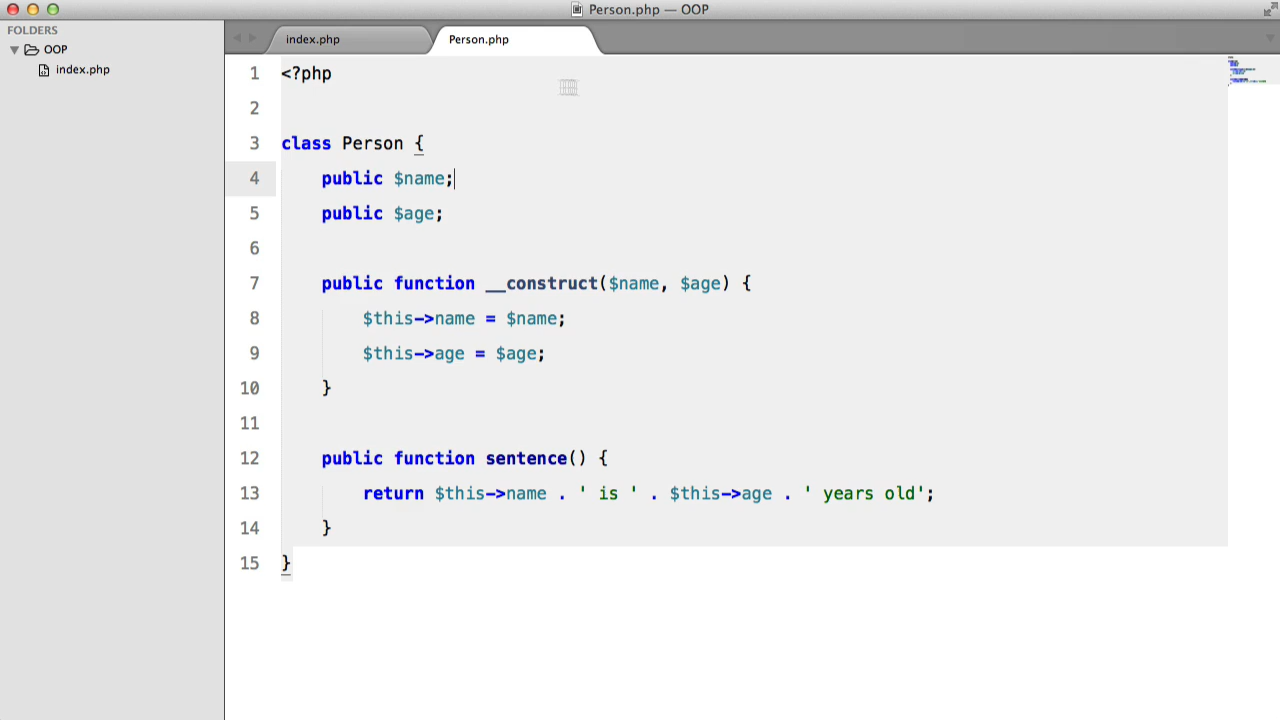 Person.php — OOP
FOLDERS
OOP
index.php
index.php
Person.php
1 <?php
2
3 class Person {
4     public $name;
5     public $age;
6
7     public function __construct($name, $age) {
8         $this->name = $name;
9         $this->age = $age;
10     }
11
12     public function sentence() {
13         return $this->name . ' is ' . $this->age . ' years old';
14     }
15 }